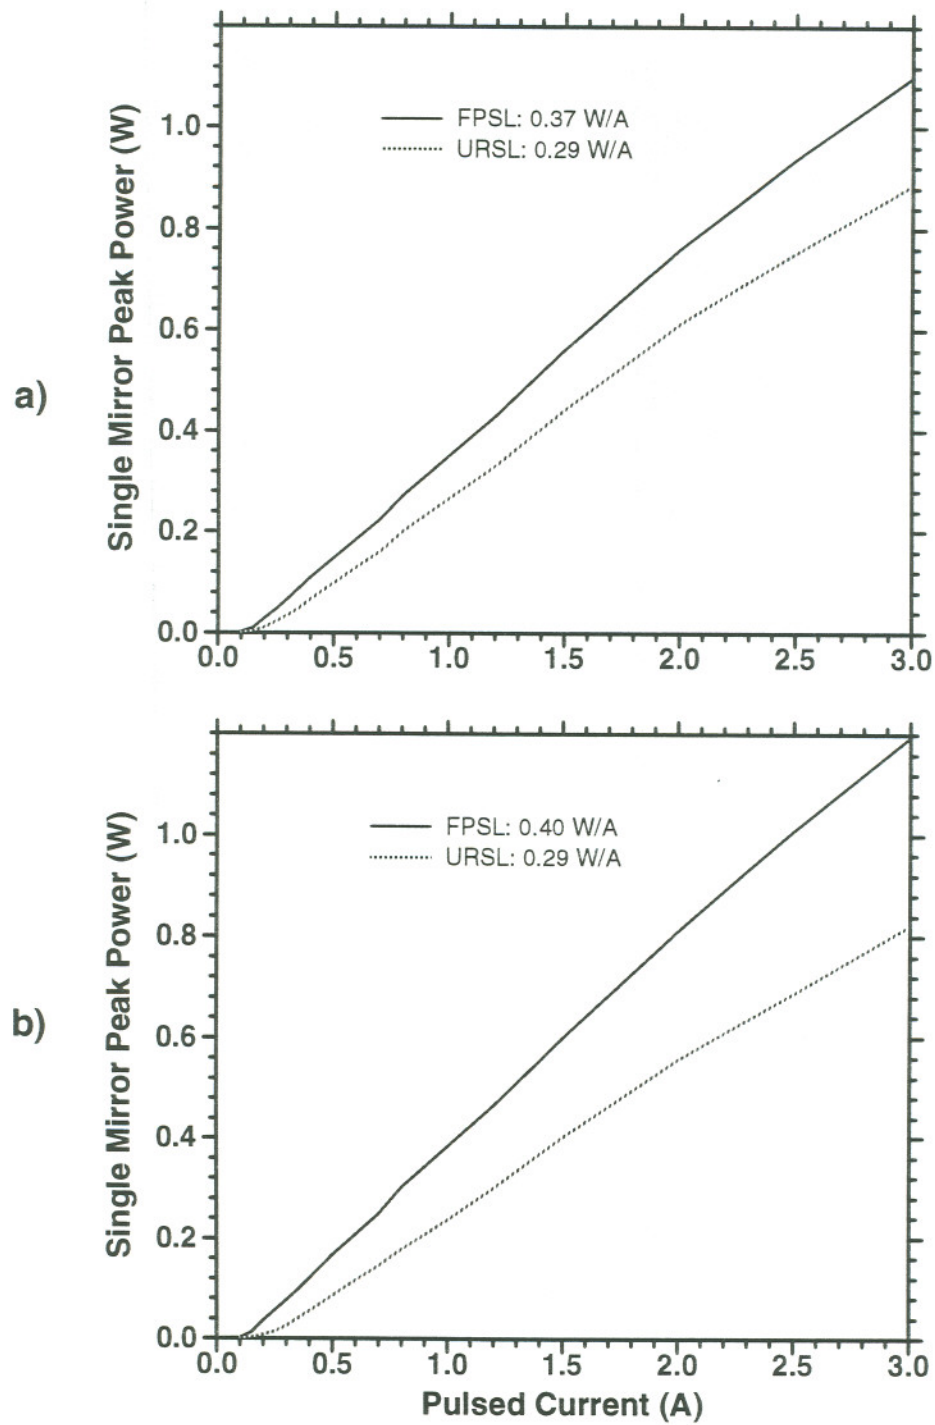 a)
Single Mirror Peak Power (W)
1.0
0.8
0.6
0.4
0.2
0.0
FPSL: 0.37 W/A
URSL: 0.29 W/A
0.0 0.5 1.0 1.5 2.0 2.5 3.0
b)
Single Mirror Peak Power (W)
1.0
0.8
0.6
0.4
0.2
0.0
FPSL: 0.40 W/A
URSL: 0.29 W/A
0.0 0.5 1.0 1.5 2.0 2.5 3.0
Pulsed Current (A)